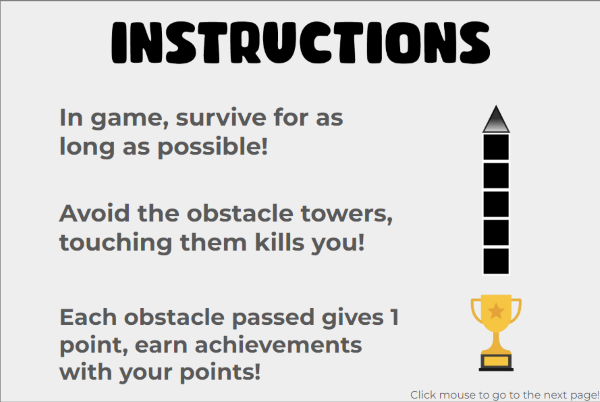 INSTRUCTIONS
In game, survive for as
long as possible!
Avoid the obstacle towers,
touching them kills you!
Each obstacle passed gives 1
point, earn achievements
with your points!
Click mouse to go to the next page!